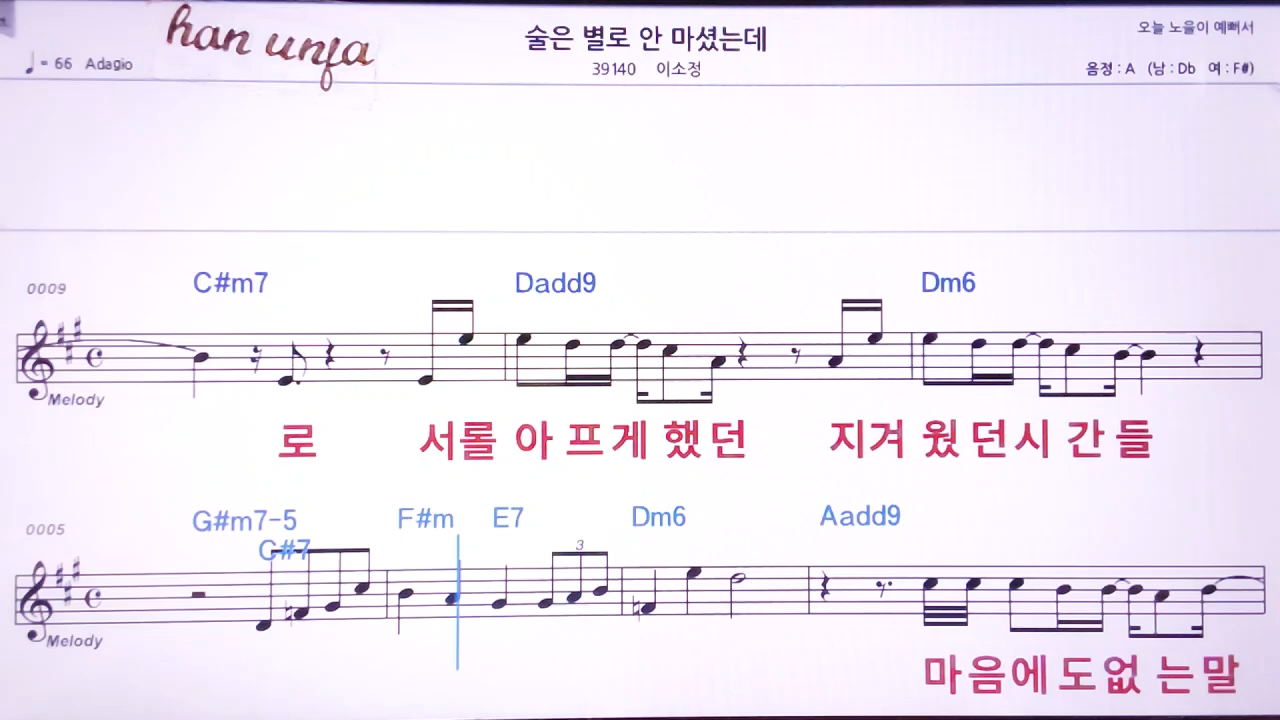 han unfa
술은 별로 안 마셨는데
오늘 노을이 예뻐서
♩ = 66 Adagio
39140 이소정
음정 : A (남 : Db 여 : F#)
C#m7 Dadd9 Dm6
0009
Melody
로 서롤 아 프게 했던 지겨 웠던시 간들
G#m7-5 F#m E7 Dm6 Aadd9
0005
C#7
3
Melody
마음에도없 는말